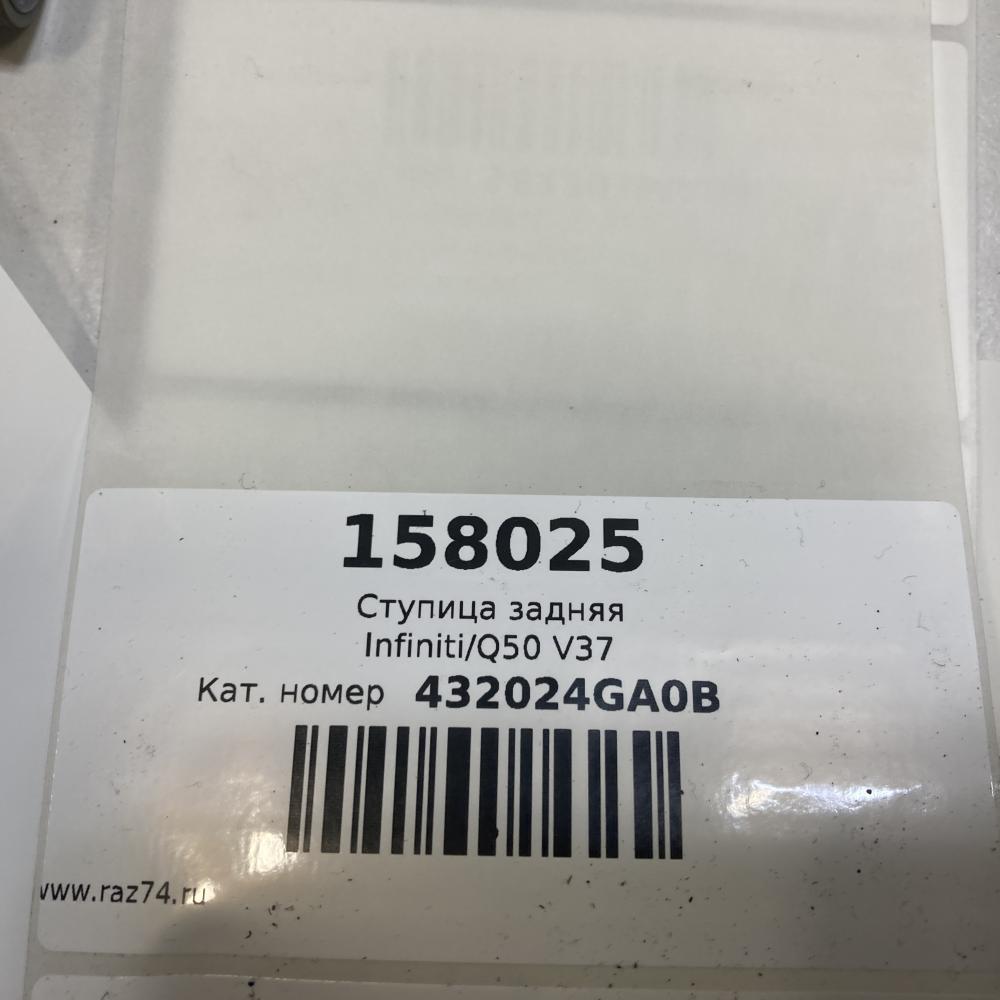 158025
Ступица задняя
Infiniti/Q50 V37
Кат. номер 432024GA0B
www.raz74.ru